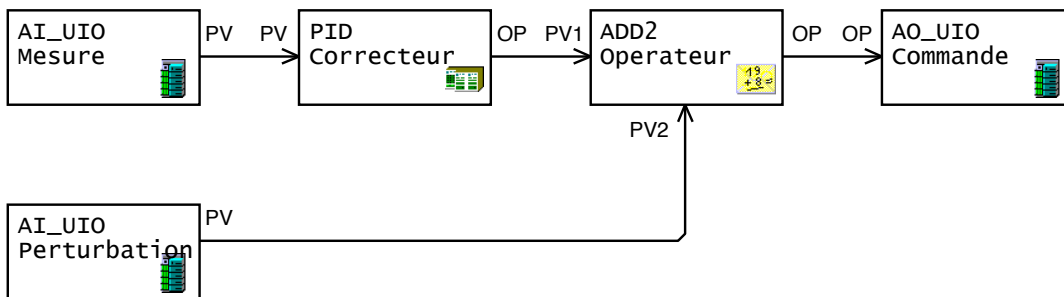 AI_UIO
Mesure
PV
PV
PID
Correcteur
OP
PV1
ADD2
Operateur
19
+ 8 =
OP
OP
AO_UIO
Commande
PV2
AI_UIO
Perturbation
PV